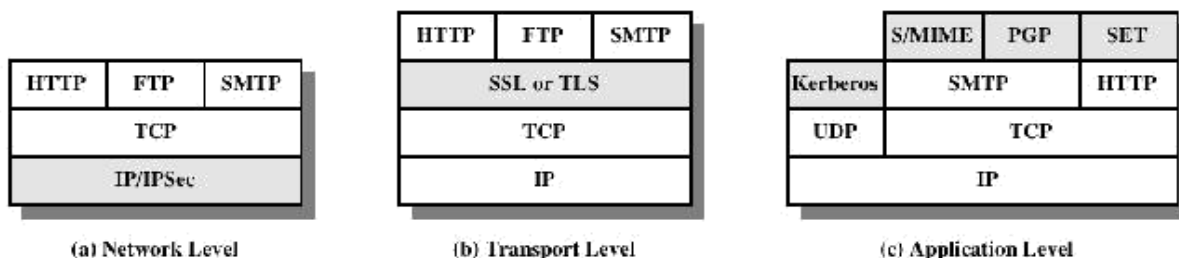 HTTP FTP SMTP
TCP
IP/IPSec
(a) Network Level
HTTP FTP SMTP
SSL or TLS
TCP
IP
(b) Transport Level
S/MIME PGP SET
Kerberos SMTP HTTP
UDP TCP
IP
(c) Application Level